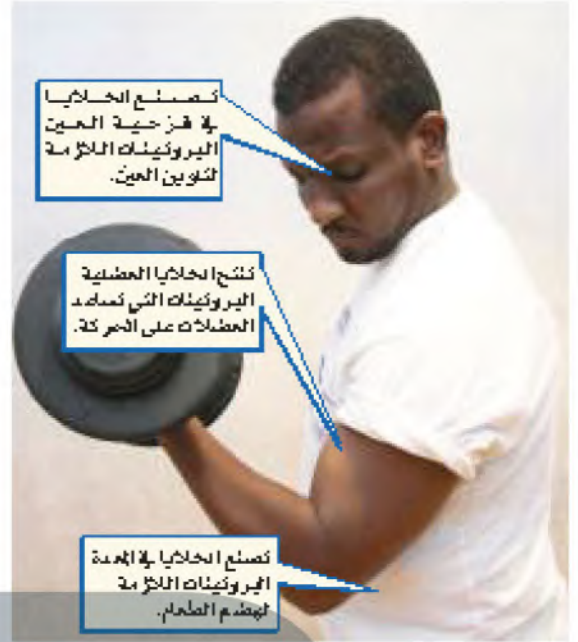 تصنع الخلايا
في قزحية العين
البروتينات اللازمة
لتلوين العين.
تنتج الخلايا العضلية
البروتينات التي تساعد
العضلات على الحركة.
تصنع الخلايا في المعدة
البروتينات اللازمة
لهضم الطعام.